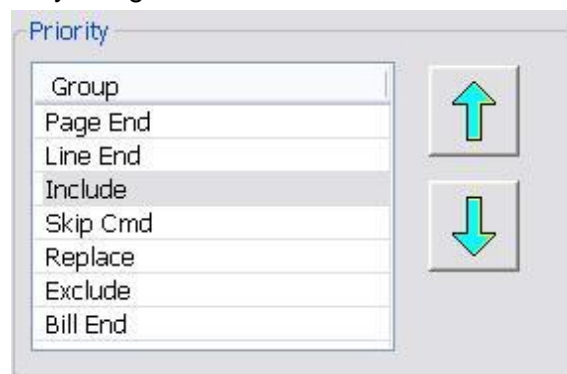 Priority
Group
Page End
Line End
Include
Skip Cmd
Replace
Exclude
Bill End